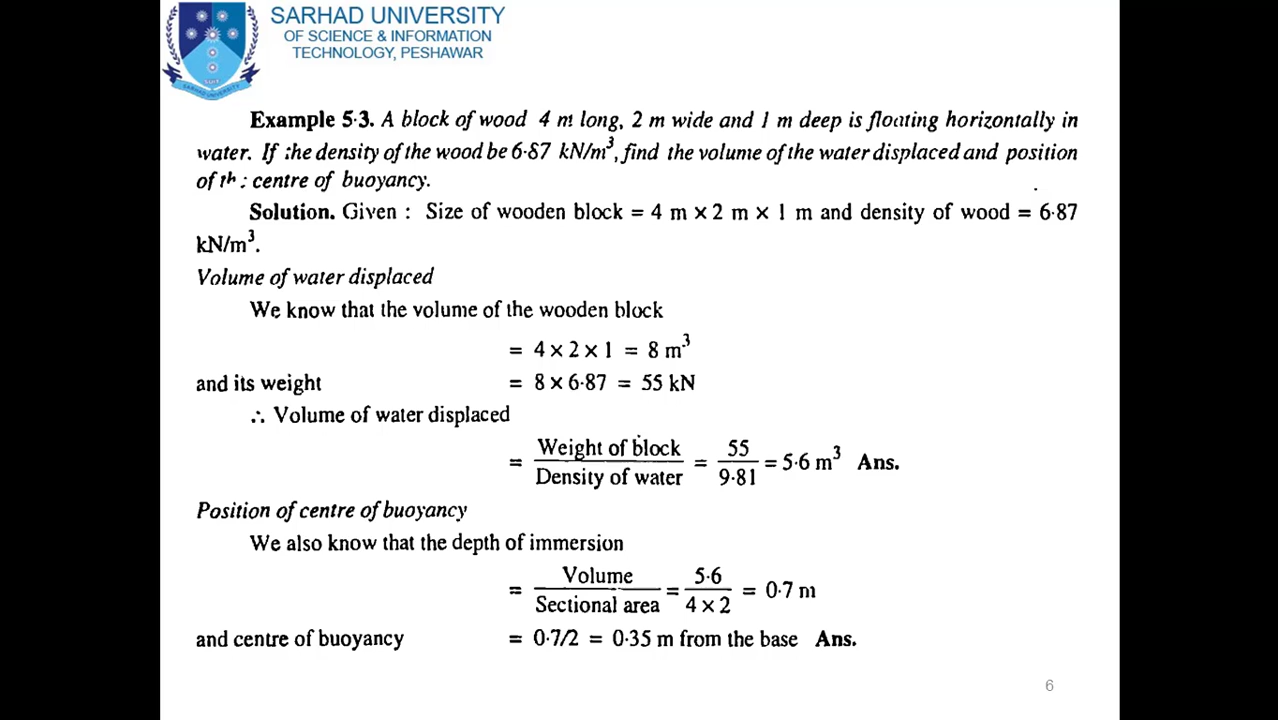 SARHAD UNIVERSITY
OF SCIENCE & INFORMATION
TECHNOLOGY, PESHAWAR
SUIT
SARHAD UNIVERSITY
Example 5·3. A block of wood 4 m long, 2 m wide and 1 m deep is floating horizontally in
water. If the density of the wood be 6·87 kN/m³, find the volume of the water displaced and position
of the centre of buoyancy.
Solution. Given : Size of wooden block = 4 m × 2 m × 1 m and density of wood = 6·87
kN/m³.
Volume of water displaced
We know that the volume of the wooden block
= 4 × 2 × 1 = 8 m³
and its weight = 8 × 6·87 = 55 kN
∴ Volume of water displaced
= Weight of block / Density of water = 55 / 9·81 = 5·6 m³ Ans.
Position of centre of buoyancy
We also know that the depth of immersion
= Volume / Sectional area = 5·6 / 4 × 2 = 0·7 m
and centre of buoyancy = 0·7/2 = 0·35 m from the base Ans.
6